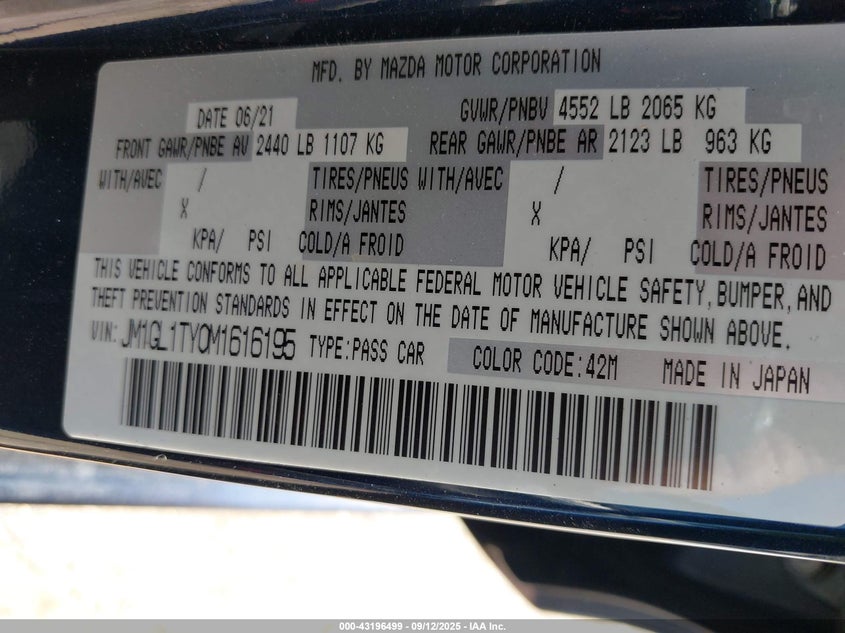 MFD. BY MAZDA MOTOR CORPORATION
DATE 06/21 GVWR/PNBV 4552 LB 2065 KG
FRONT GAWR/PNBE AV 2440 LB 1107 KG REAR GAWR/PNBE AR 2123 LB 963 KG
WITH/AVEC / TIRES/PNEUS WITH/AVEC / TIRES/PNEUS
X RIMS/JANTES X RIMS/JANTES
KPA/ PSI COLD/A FROID KPA/ PSI COLD/A FROID
THIS VEHICLE CONFORMS TO ALL APPLICABLE FEDERAL MOTOR VEHICLE SAFETY, BUMPER, AND
THEFT PREVENTION STANDARDS IN EFFECT ON THE DATE OF MANUFACTURE SHOWN ABOVE.
VIN: JM1GL1TY0M1616195 TYPE:PASS CAR COLOR CODE:42M MADE IN JAPAN
000-43196499 - 09/12/2025 - IAA Inc.